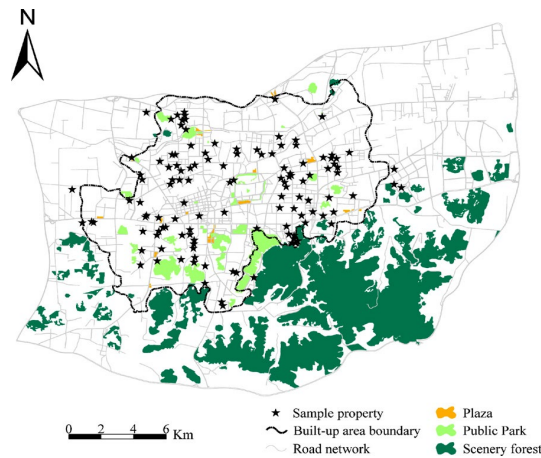 N
Sample property
Built-up area boundary
Road network
Plaza
Public Park
Scenery forest
0 2 4 6
Km